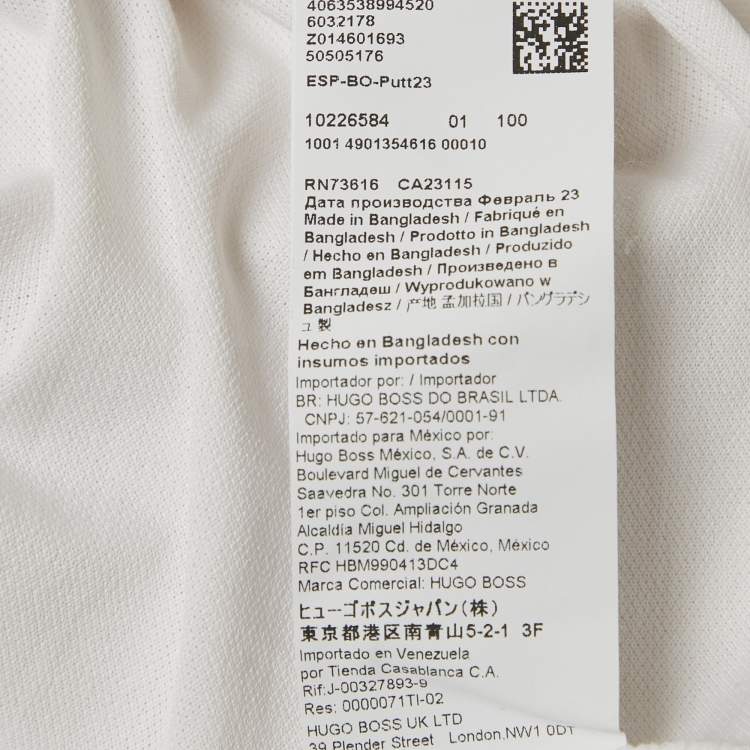 4063538994520
6032178
Z014601693
50505176
ESP-BO-Putt23
10226584 01 100
1001 4901354616 00010
RN73616 CA23115
Дата производства Февраль 23
Made in Bangladesh / Fabriqué en
Bangladesh / Prodotto in Bangladesh
/ Hecho en Bangladesh / Produzido
em Bangladesh / Произведено в
Бангладеш / Wyprodukowano w
Bangladesz / 产地 孟加拉国 / バングラデシ
ュ 製
Hecho en Bangladesh con
insumos importados
Importador por: / Importador
BR: HUGO BOSS DO BRASIL LTDA.
CNPJ: 57-621-054/0001-91
Importado para México por:
Hugo Boss México, S.A. de C.V.
Boulevard Miguel de Cervantes
Saavedra No. 301 Torre Norte
1er piso Col. Ampliación Granada
Alcaldía Miguel Hidalgo
C.P. 11520 Cd. de México, México
RFC HBM990413DC4
Marca Comercial: HUGO BOSS
ヒューゴボスジャパン(株)
東京都港区南青山5-2-1 3F
Importado en Venezuela
por Tienda Casablanca C.A.
Rif:J-00327893-9
Res: 0000071TI-02
HUGO BOSS UK LTD
39 Plender Street London,NW1 0DT